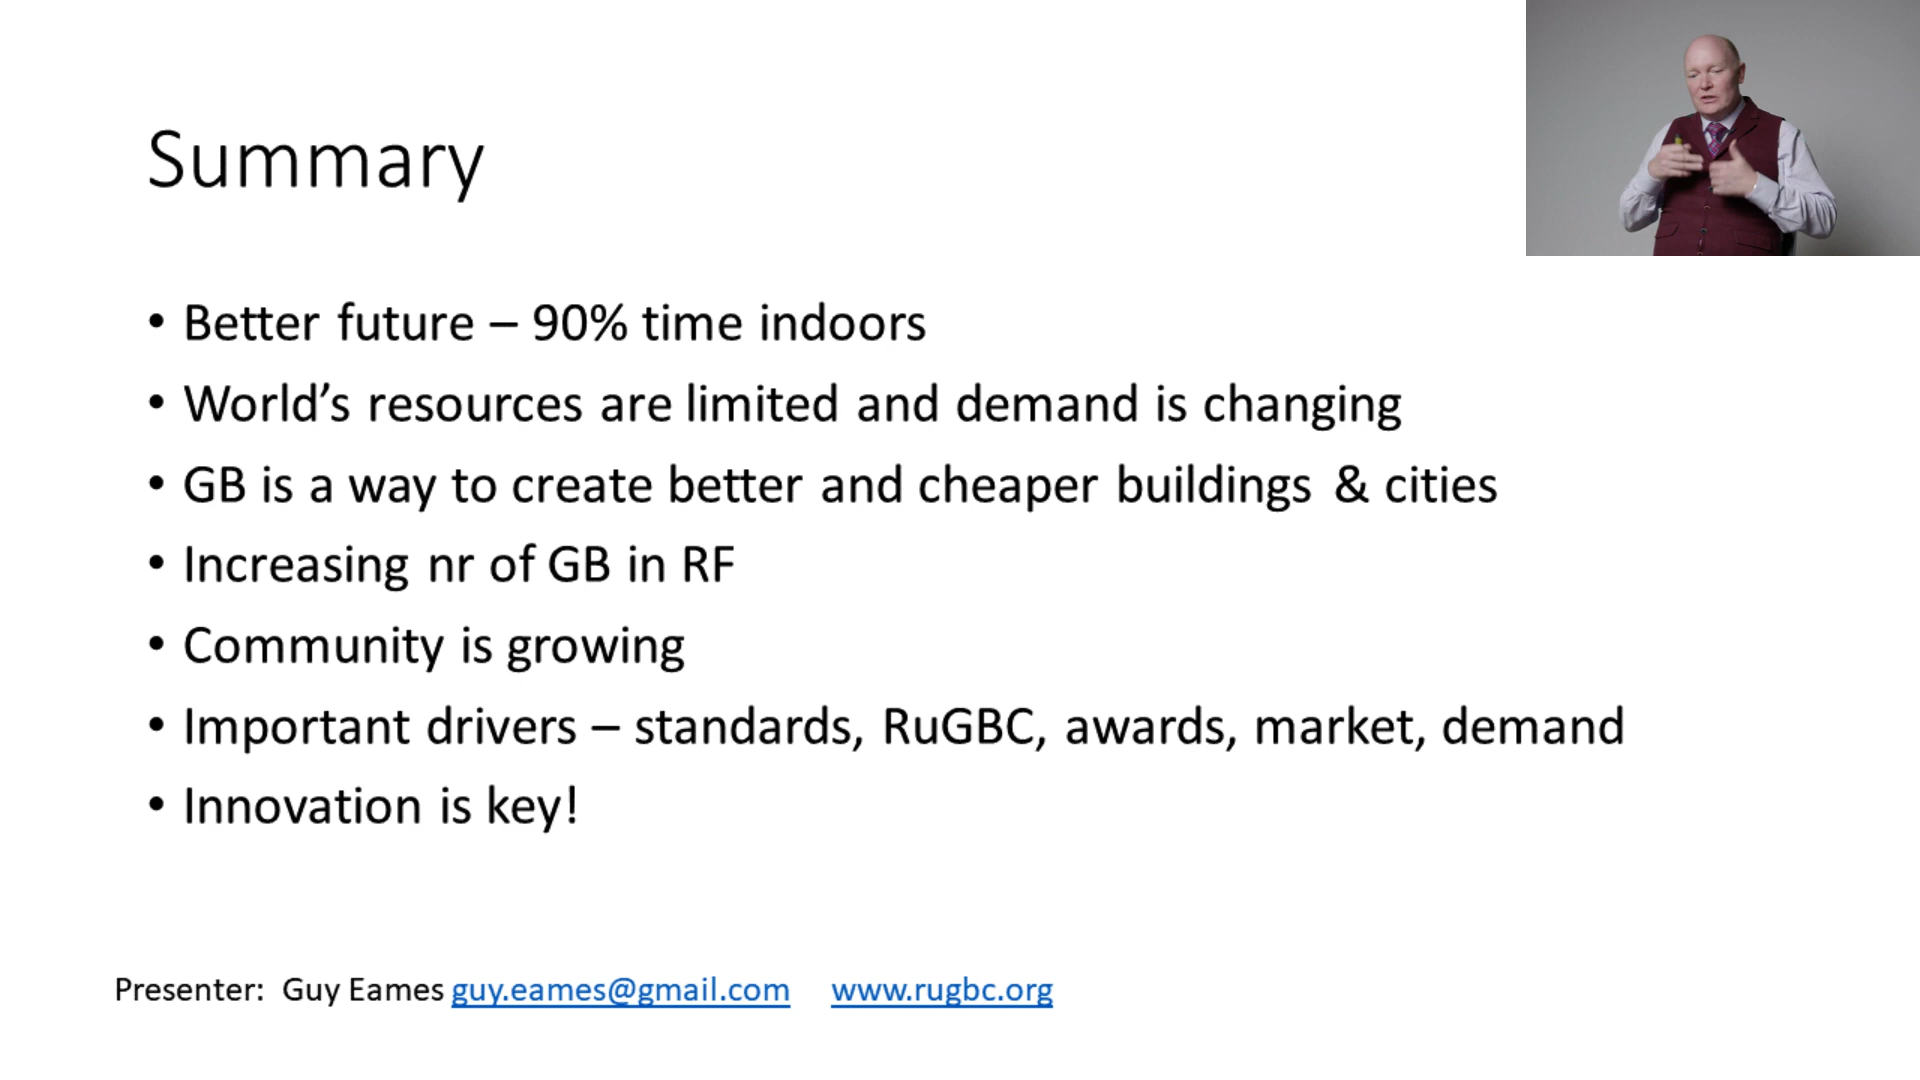 Summary
• Better future – 90% time indoors
• World’s resources are limited and demand is changing
• GB is a way to create better and cheaper buildings & cities
• Increasing nr of GB in RF
• Community is growing
• Important drivers – standards, RuGBC, awards, market, demand
• Innovation is key!
Presenter: Guy Eames guy.eames@gmail.com www.rugbc.org